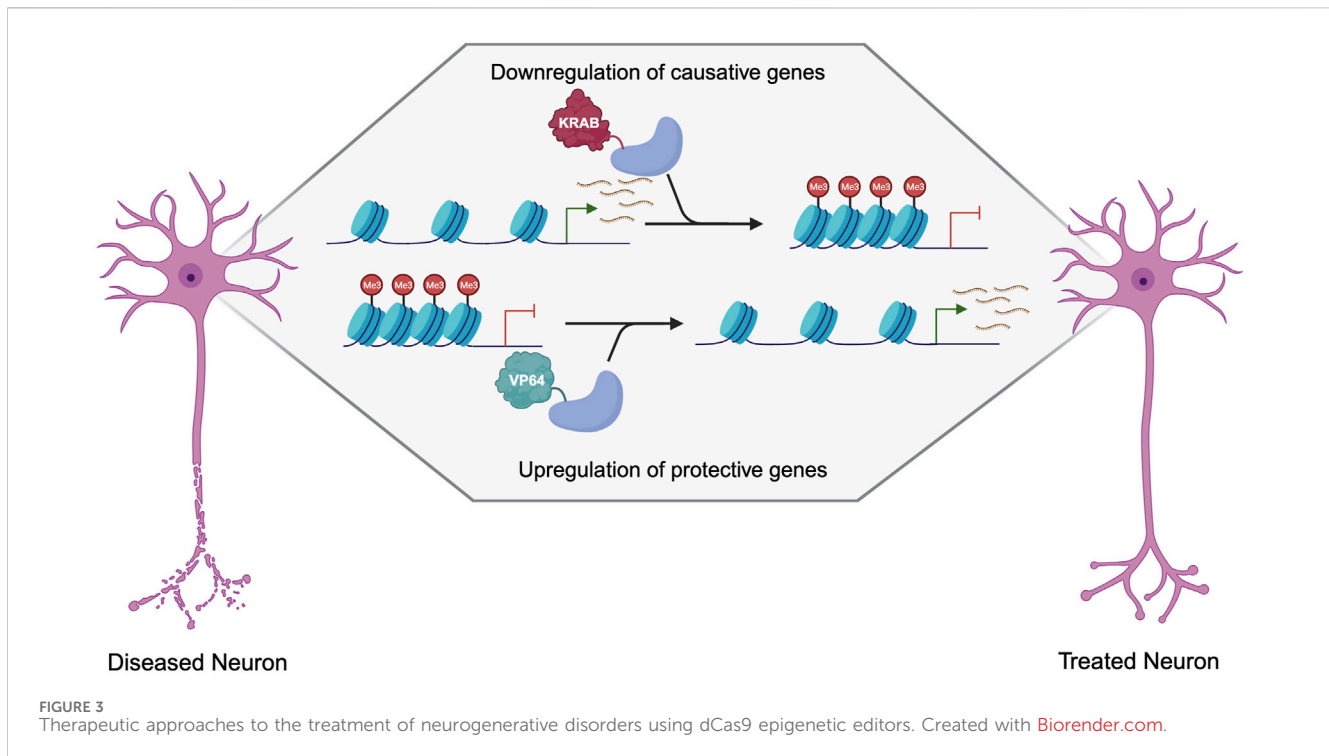 Downregulation of causative genes
KRAB
Me3 Me3 Me3 Me3
Me3 Me3 Me3 Me3
VP64
Upregulation of protective genes
Diseased Neuron
Treated Neuron
FIGURE 3
Therapeutic approaches to the treatment of neurogenerative disorders using dCas9 epigenetic editors. Created with Biorender.com.